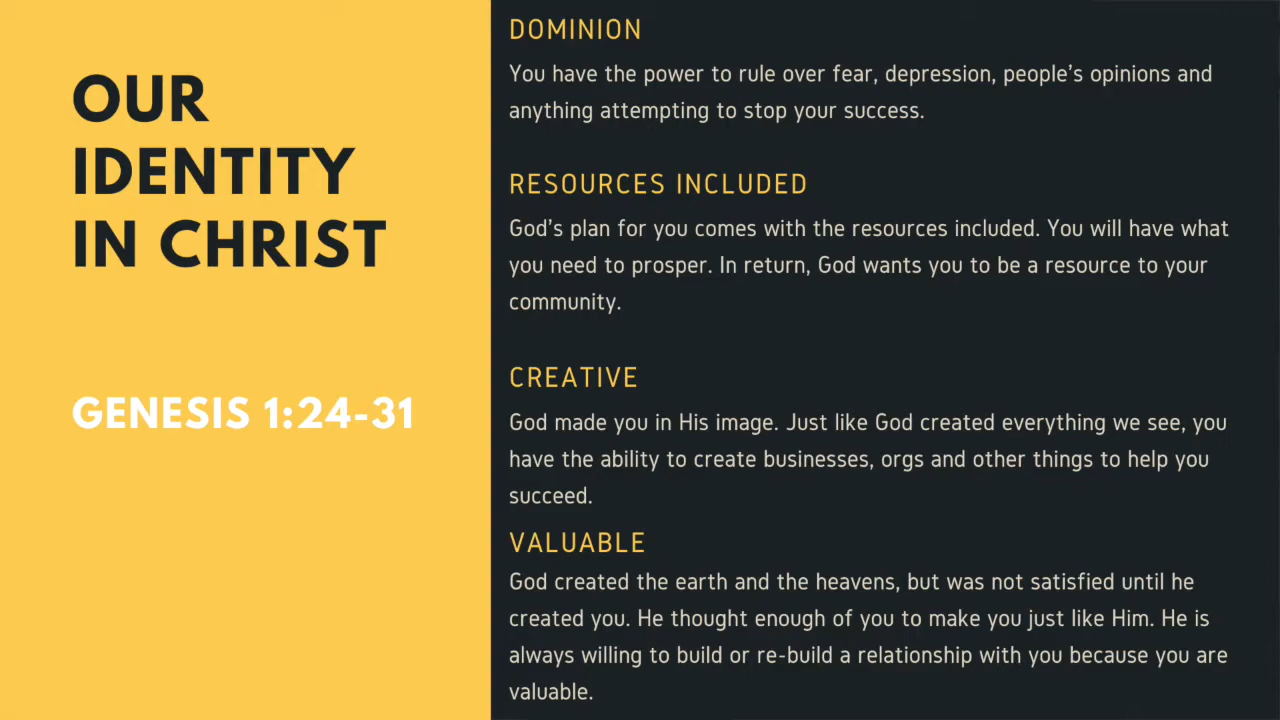 OUR
IDENTITY
IN CHRIST
GENESIS 1:24-31
DOMINION
You have the power to rule over fear, depression, people’s opinions and
anything attempting to stop your success.
RESOURCES INCLUDED
God’s plan for you comes with the resources included. You will have what
you need to prosper. In return, God wants you to be a resource to your
community.
CREATIVE
God made you in His image. Just like God created everything we see, you
have the ability to create businesses, orgs and other things to help you
succeed.
VALUABLE
God created the earth and the heavens, but was not satisfied until he
created you. He thought enough of you to make you just like Him. He is
always willing to build or re-build a relationship with you because you are
valuable.